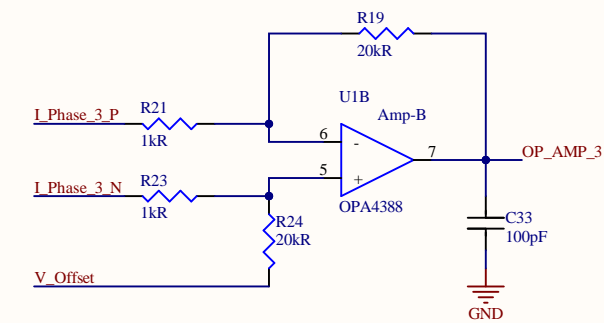 R19
20kR
U1B
Amp-B
I_Phase_3_P
R21
1kR
6
-
7
OP_AMP_3
5
+
I_Phase_3_N
R23
1kR
OPA4388
R24
20kR
C33
100pF
V_Offset
GND